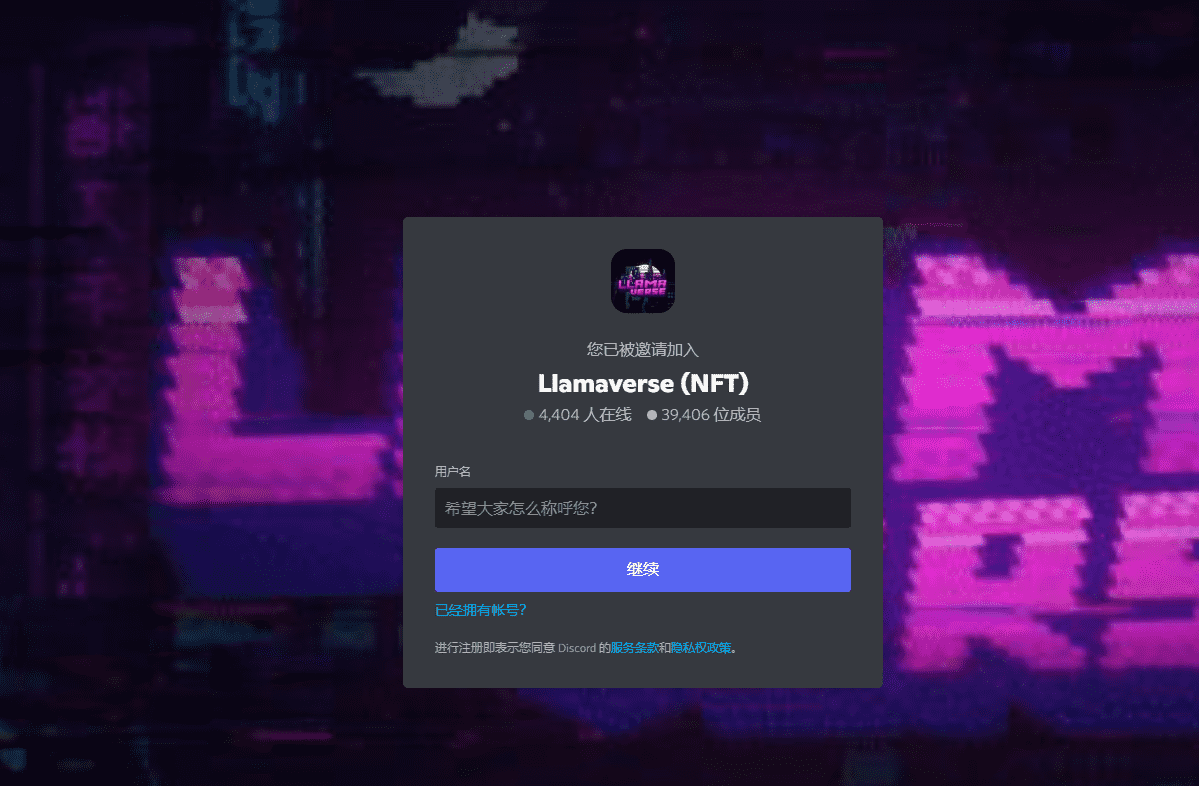 LLAMA
VERSE
您已被邀请加入
Llamaverse (NFT)
4,404 人在线 39,406 位成员
用户名
希望大家怎么称呼您?
继续
已经拥有帐号?
进行注册即表示您同意 Discord 的服务条款和隐私权政策。